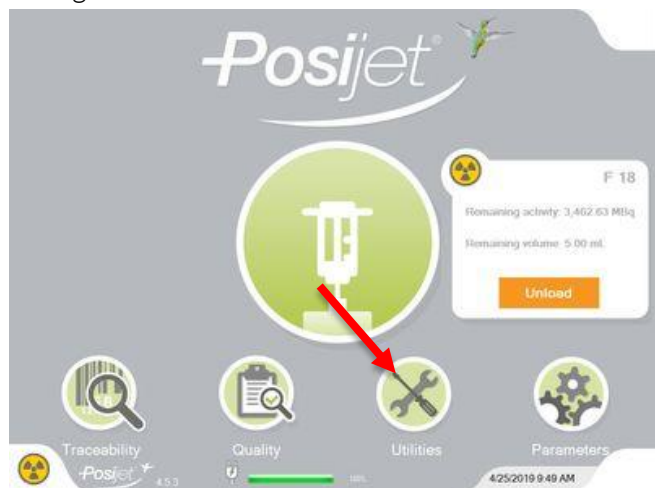 Posijet
F 18
Remaining activity: 3,402.63 MBq
Remaining volume: 5.00 mL
Unload
Traceability
Quality
Utilities
Parameters
Posijet +
4.5.3
4/25/2019 9:49 AM